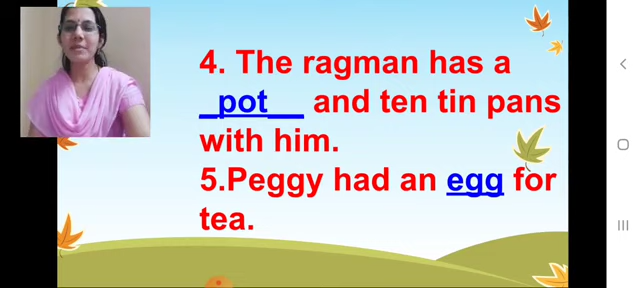 4. The ragman has a
_pot__ and ten tin pans
with him.
5.Peggy had an egg for
tea.